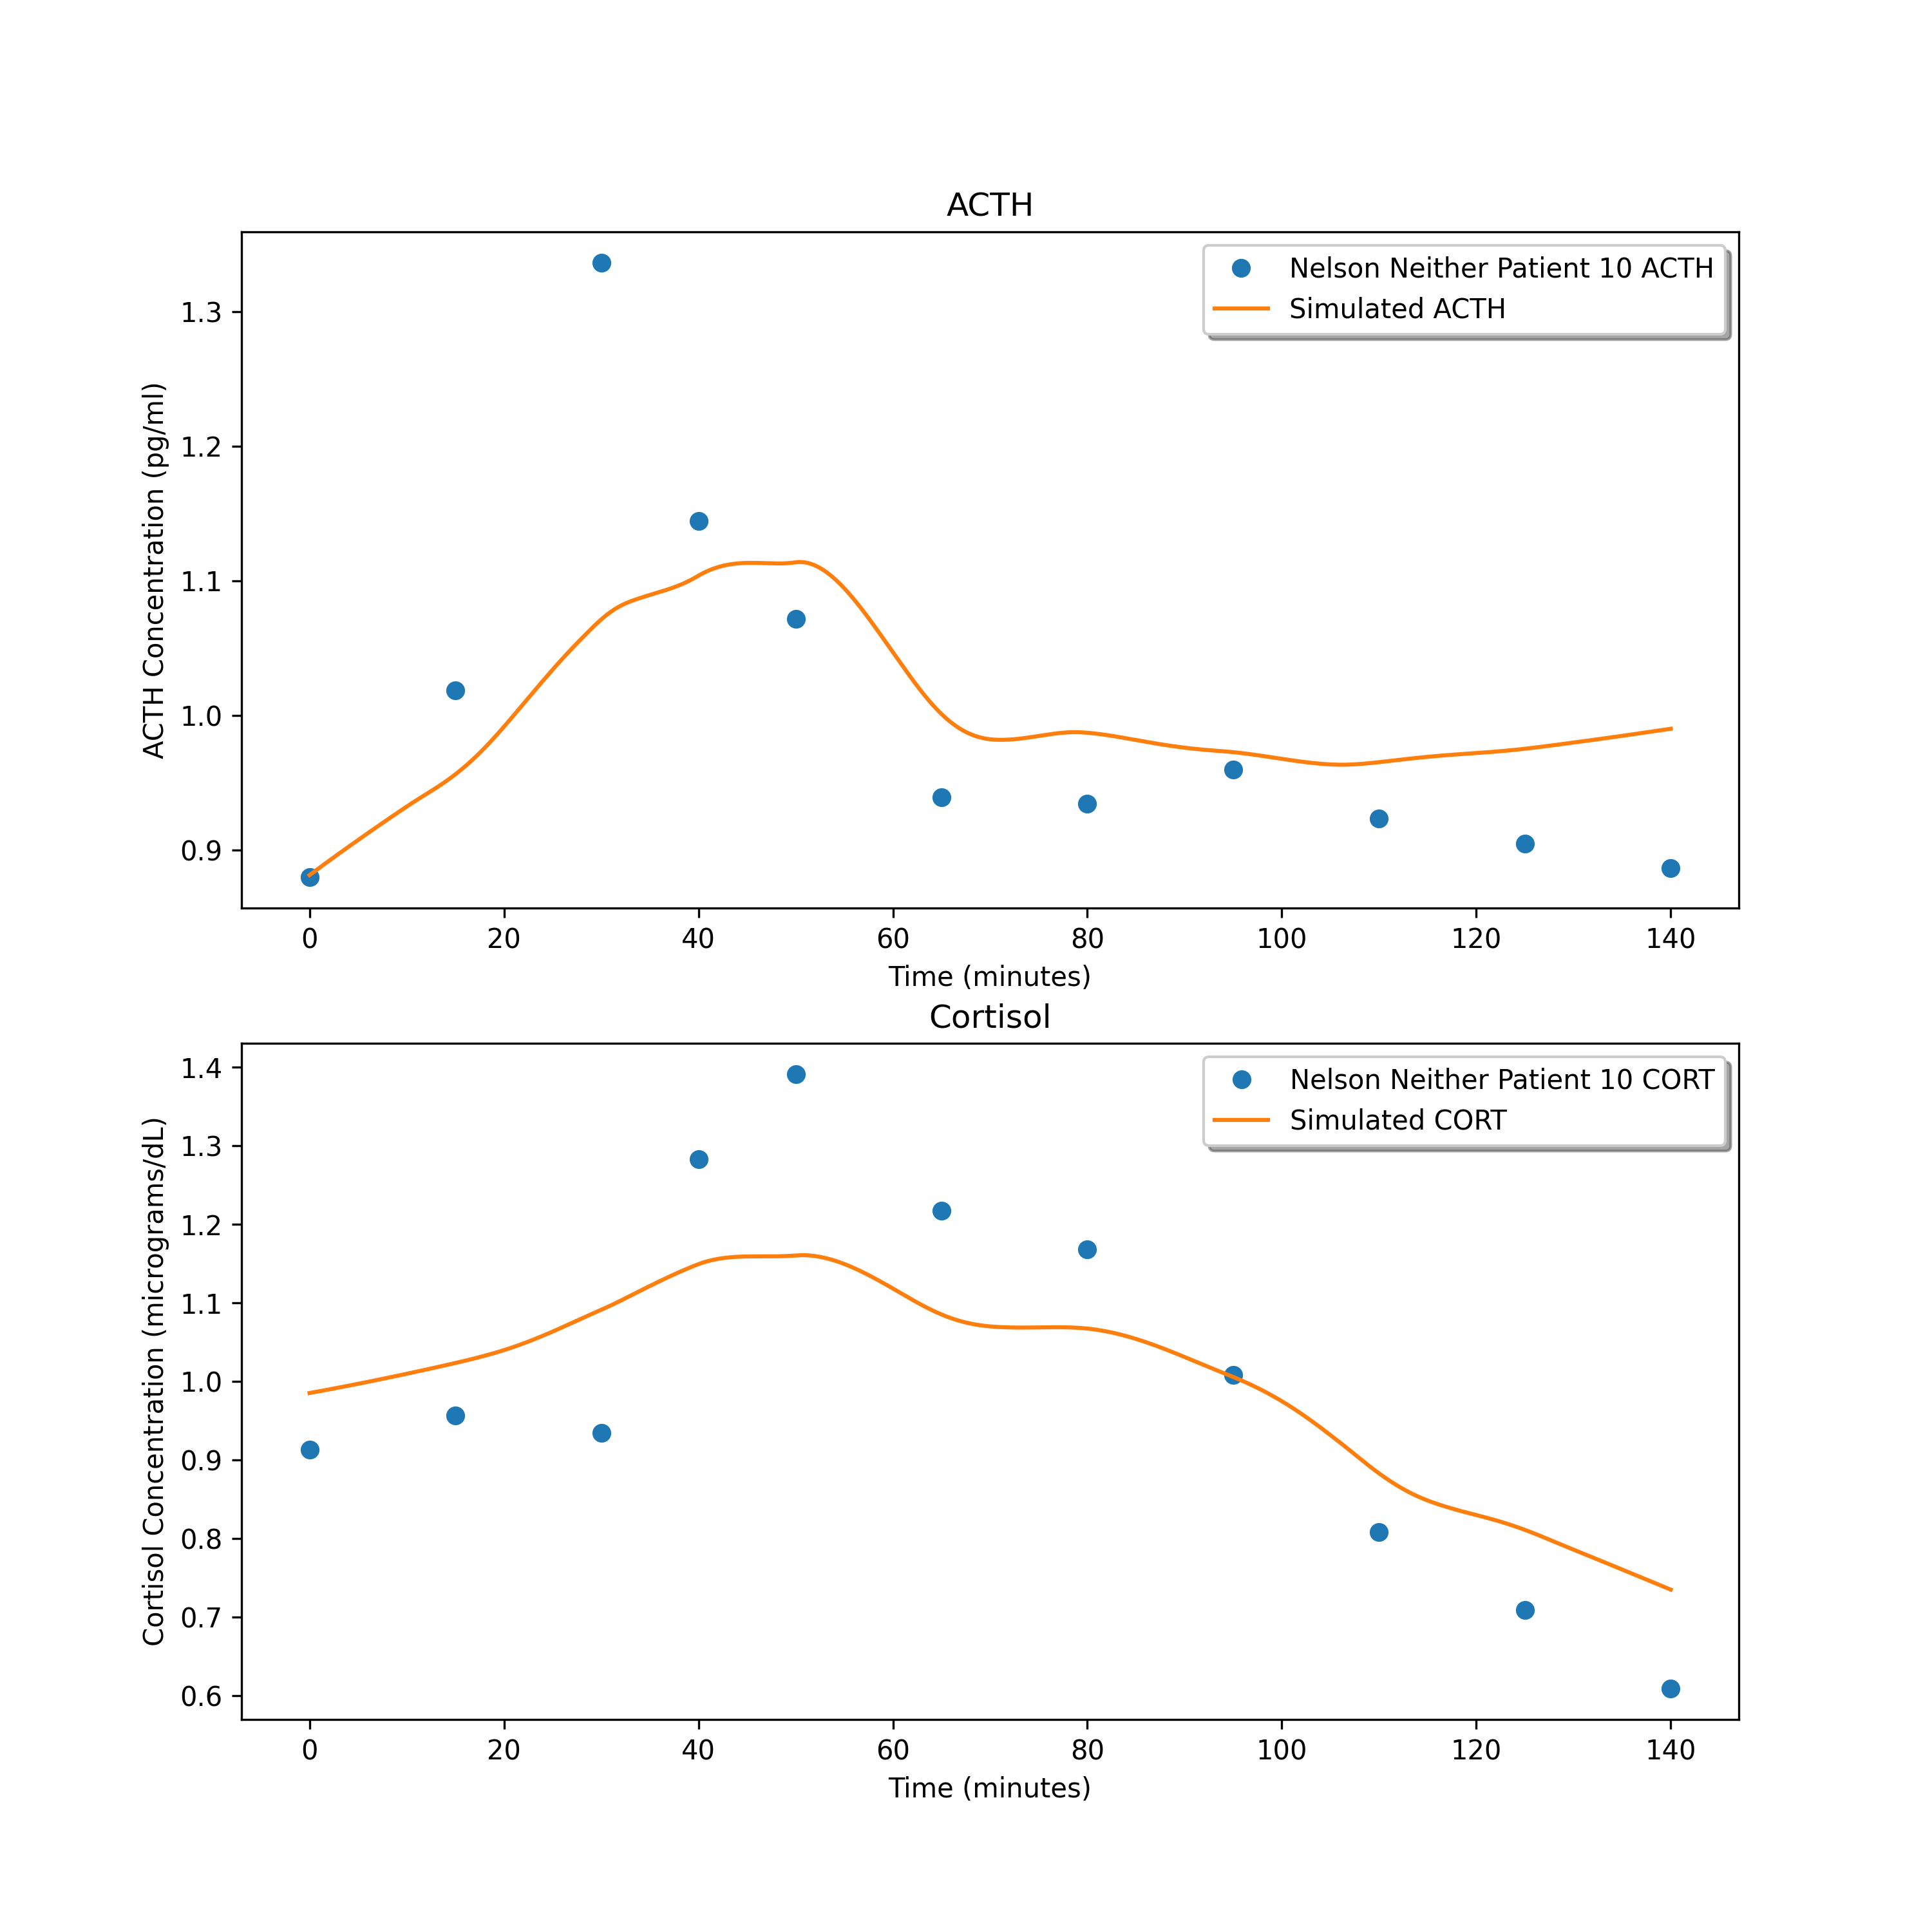 ACTH
Nelson Neither Patient 10 ACTH
Simulated ACTH
ACTH Concentration (pg/ml)
1.3
1.2
1.1
1.0
0.9
0 20 40 60 80 100 120 140
Time (minutes)
Cortisol
Nelson Neither Patient 10 CORT
Simulated CORT
Cortisol Concentration (micrograms/dL)
1.4
1.3
1.2
1.1
1.0
0.9
0.8
0.7
0.6
0 20 40 60 80 100 120 140
Time (minutes)